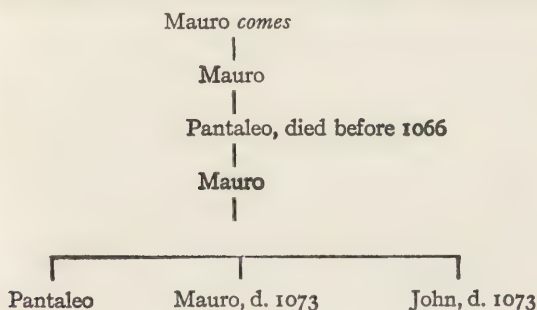 Mauro comes
Mauro
Pantaleo, died before 1066
Mauro
Pantaleo Mauro, d. 1073 John, d. 1073